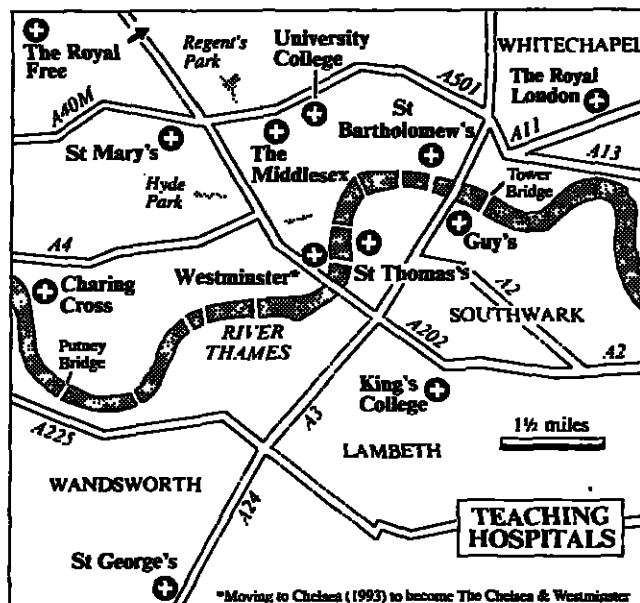 The Royal
Free
Regent's
Park
University
College
WHITECHAPEL
The Royal
London
A40M
A501
A11
A13
St Mary's
The
Middlesex
St
Bartholomew's
Tower
Bridge
Hyde
Park
A4
Westminster*
St Thomas's
Guy's
A2
SOUTHWARK
Charing
Cross
Putney
Bridge
RIVER
THAMES
A202
A2
King's
College
1½ miles
A225
A3
LAMBETH
WANDSWORTH
A24
St George's
TEACHING
HOSPITALS
*Moving to Chelsea (1993) to become The Chelsea & Westminster